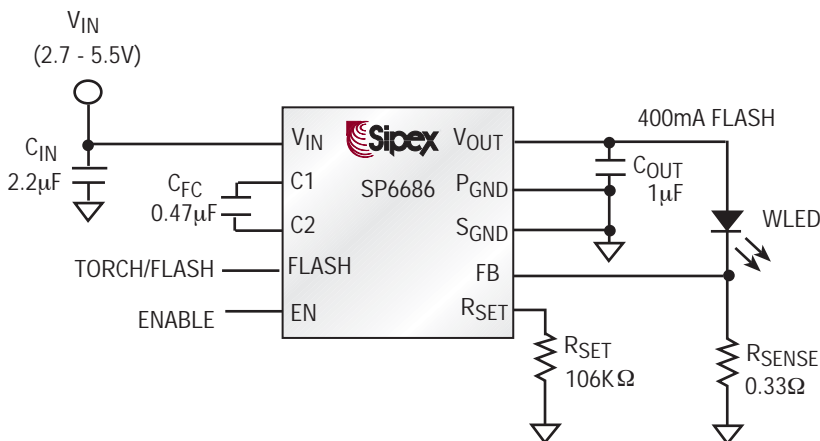 VIN
(2.7 - 5.5V)
CIN
2.2µF
CFC
0.47µF
TORCH/FLASH
ENABLE
VIN
C1
C2
FLASH
EN
Sipex
SP6686
VOUT
PGND
SGND
FB
RSET
400mA FLASH
COUT
1µF
WLED
RSET
106KΩ
RSENSE
0.33Ω